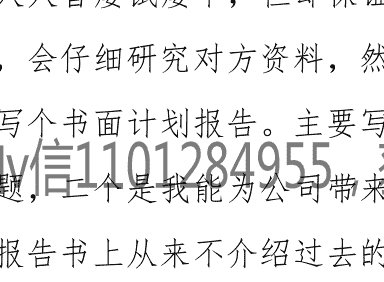 ，会仔细研究对方资料，然
写个书面计划报告。主要写
信1101284955，
题，二个是我能为公司带来
报告书上从来不介绍过去的